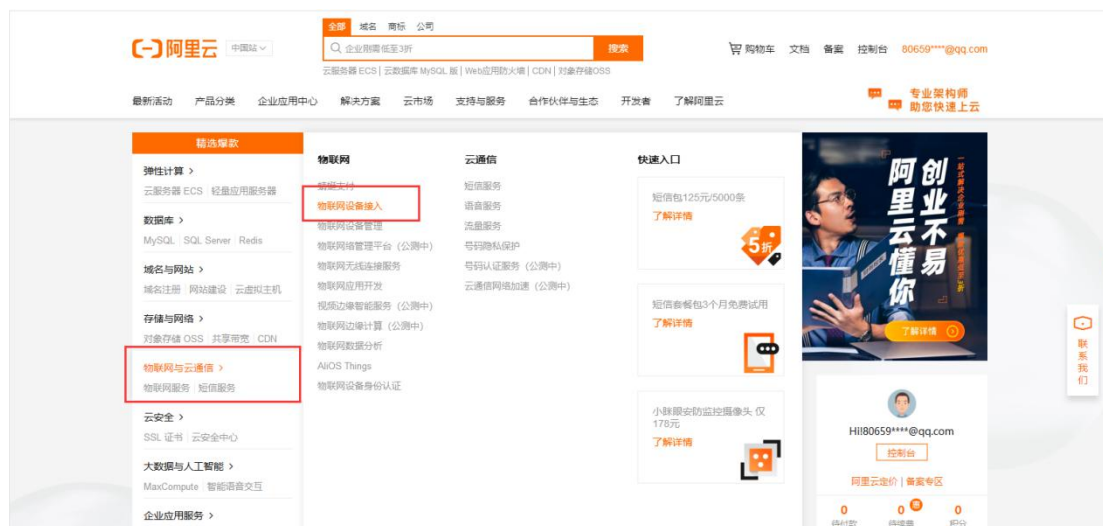 全部 域名 商标 公司
阿里云 中国站
企业刚需低至3折 搜索
购物车 文档 备案 控制台 80659****@qq.com
云服务器 ECS | 云数据库 MySQL 版 | Web应用防火墙 | CDN | 对象存储OSS
最新活动 产品分类 企业应用中心 解决方案 云市场 支持与服务 合作伙伴与生态 开发者 了解阿里云
专业架构师
助您快速上云
精选爆款
弹性计算 >
云服务器 ECS 轻量应用服务器
数据库 >
MySQL SQL Server Redis
域名与网站 >
域名注册 网站建设 云虚拟主机
存储与网络 >
对象存储 OSS 共享带宽 CDN
物联网与云通信 >
物联网服务 短信服务
云安全 >
SSL 证书 云安全中心
大数据与人工智能 >
MaxCompute 智能语音交互
企业应用服务 >
物联网
蜻蜓支付
物联网设备接入
物联网设备管理
物联网络管理平台 (公测中)
物联网无线连接服务
物联网应用开发
视频边缘智能服务 (公测中)
物联网边缘计算 (公测中)
物联网数据分析
AliOS Things
物联网设备身份认证
云通信
短信服务
语音服务
流量服务
号码隐私保护
号码认证服务 (公测中)
云通信网络加速 (公测中)
快速入口
短信包125元/5000条
了解详情
5折
短信套餐包3个月免费试用
了解详情
小眯眼安防监控摄像头 仅
178元
了解详情
创业不易
阿里云懂你
了解详情
Hi!80659****@qq.com
控制台
阿里云定价 | 备案专区
0 0 惠 0
待付款 待续费 积分
联系我们